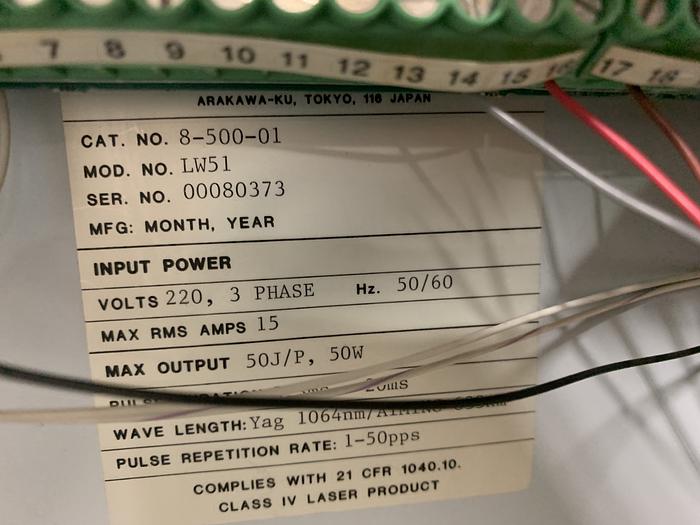 7 8 9 10 11 12 13 14 15 16 17 18
ARAKAWA-KU, TOKYO, 116 JAPAN
CAT. NO. 8-500-01
MOD. NO. LW51
SER. NO. 00080373
MFG: MONTH, YEAR
INPUT POWER
VOLTS 220, 3 PHASE Hz. 50/60
MAX RMS AMPS 15
MAX OUTPUT 50J/P, 50W
PULSE 20ms
WAVE LENGTH: Yag 1064nm/AIMING
PULSE REPETITION RATE: 1-50pps
COMPLIES WITH 21 CFR 1040.10.
CLASS IV LASER PRODUCT